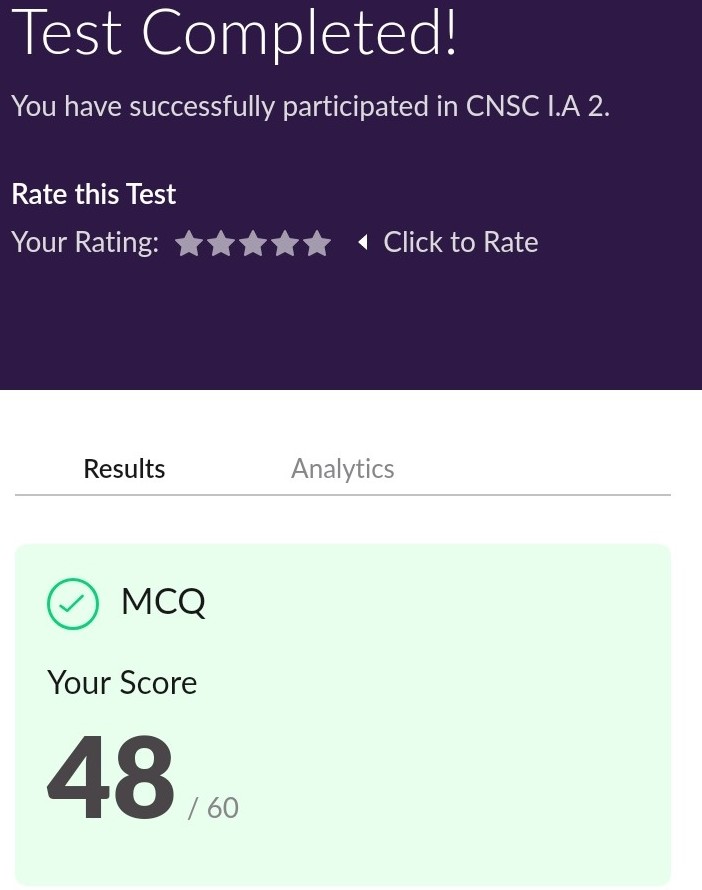 Test Completed!
You have successfully participated in CNSC I.A 2.
Rate this Test
Your Rating: Click to Rate
Results Analytics
MCQ
Your Score
48 / 60